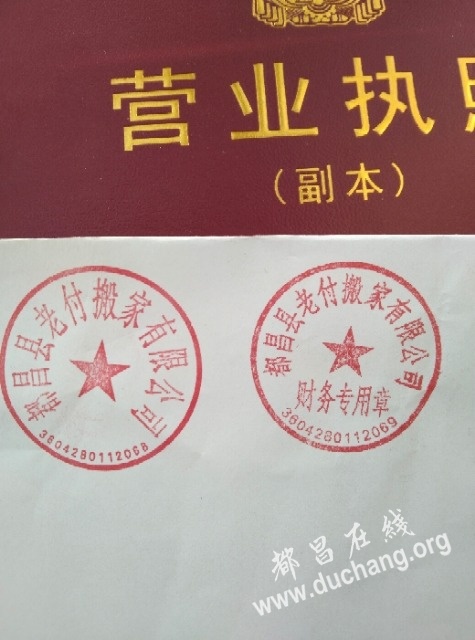 营业执照
（副本）
都昌县老付搬家有限公司
3604280112068
都昌县老付搬家有限公司
财务专用章
3604280112069
都昌在线
www.duchang.org